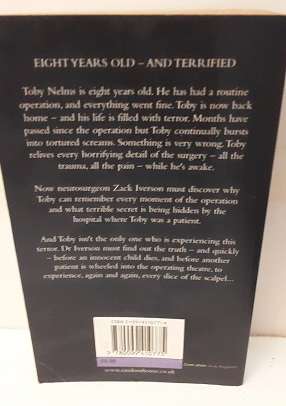 EIGHT YEARS OLD – AND TERRIFIED
Toby Nelms is eight years old. He has had a routine
operation, and everything went fine. Toby is now back
home – and his life is filled with terror. Months have
passed since the operation but Toby continually bursts
into tortured screams. Something is very wrong. Toby
relives every horrifying detail of the surgery – all the
trauma, all the pain – while he's awake.
Now neurosurgeon Zack Iverson must discover why
Toby can remember every moment of the operation
and what terrible secret is being hidden by the
hospital where Toby was a patient.
And Toby isn't the only one who is experiencing this
terror. Dr Iverson must find out the truth – and quickly
– before an innocent child dies, and before another
patient is wheeled into the operating theatre, to
experience, again and again, every slice of the scalpel...
ISBN